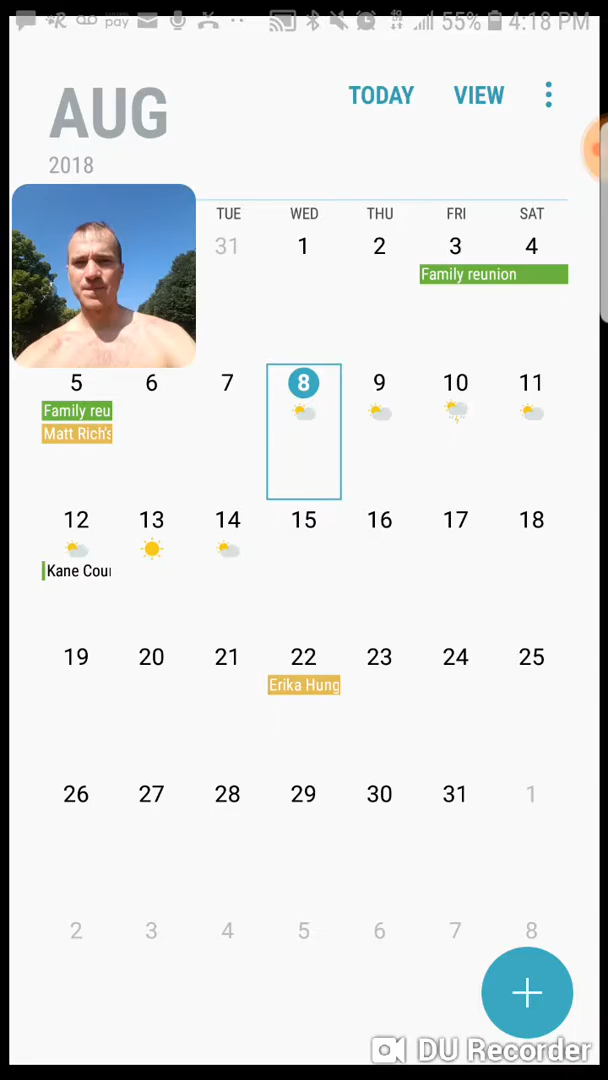 pay 55% 4:18 PM
AUG TODAY VIEW
2018
TUE WED THU FRI SAT
31 1 2 3 4
Family reunion
5 6 7 8 9 10 11
Family reu
Matt Rich's
12 13 14 15 16 17 18
Kane Cour
19 20 21 22 23 24 25
Erika Hung
26 27 28 29 30 31 1
2 3 4 5 6 7 8
DU Recorder